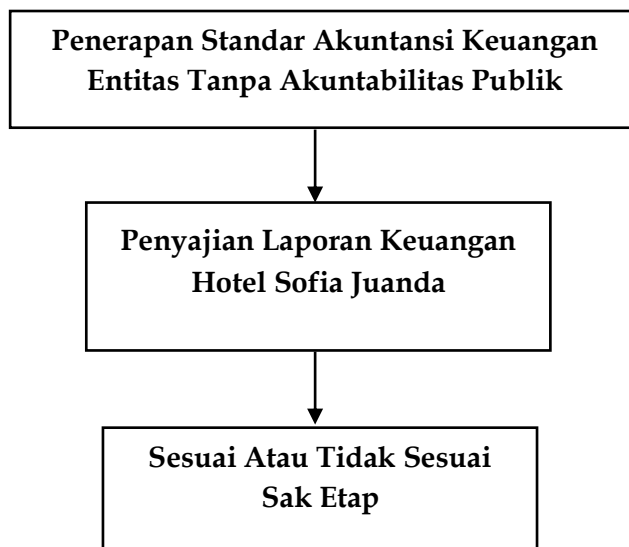 Penerapan Standar Akuntansi Keuangan
Entitas Tanpa Akuntabilitas Publik
Penyajian Laporan Keuangan
Hotel Sofia Juanda
Sesuai Atau Tidak Sesuai
Sak Etap